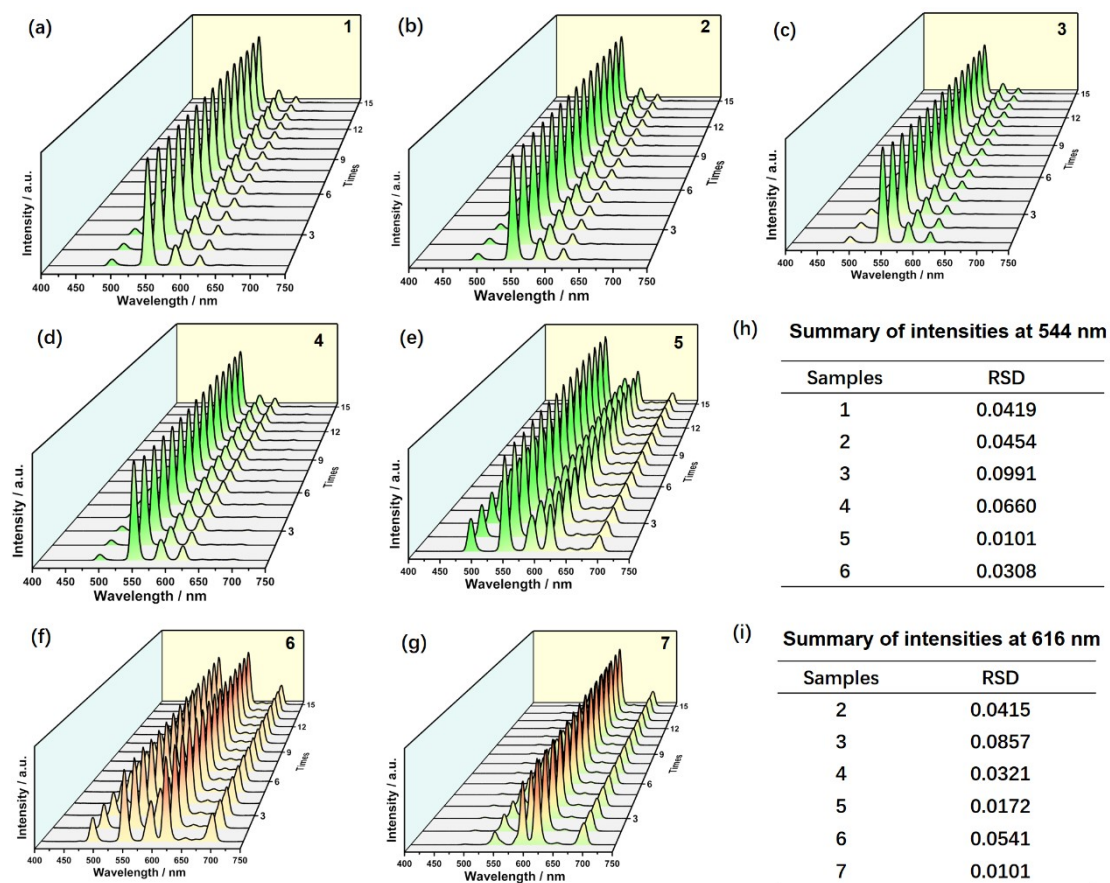 (a)
1
Intensity / a.u.
15
12
9
6
3
Times
400 450 500 550 600 650 700 750
Wavelength / nm
(b)
2
Intensity / a.u.
15
12
9
6
3
Times
400 450 500 550 600 650 700 750
Wavelength / nm
(c)
3
Intensity / a.u.
15
12
9
6
3
Times
400 450 500 550 600 650 700 750
Wavelength / nm
(d)
4
Intensity / a.u.
15
12
9
6
3
Times
400 450 500 550 600 650 700 750
Wavelength / nm
(e)
5
Intensity / a.u.
15
12
9
6
3
Times
400 450 500 550 600 650 700 750
Wavelength / nm
(h) Summary of intensities at 544 nm
Samples RSD
1 0.0419
2 0.0454
3 0.0991
4 0.0660
5 0.0101
6 0.0308
(f)
6
Intensity / a.u.
15
12
9
6
3
Times
400 450 500 550 600 650 700 750
Wavelength / nm
(g)
7
Intensity / a.u.
15
12
9
6
3
Times
400 450 500 550 600 650 700 750
Wavelength / nm
(i) Summary of intensities at 616 nm
Samples RSD
2 0.0415
3 0.0857
4 0.0321
5 0.0172
6 0.0541
7 0.0101